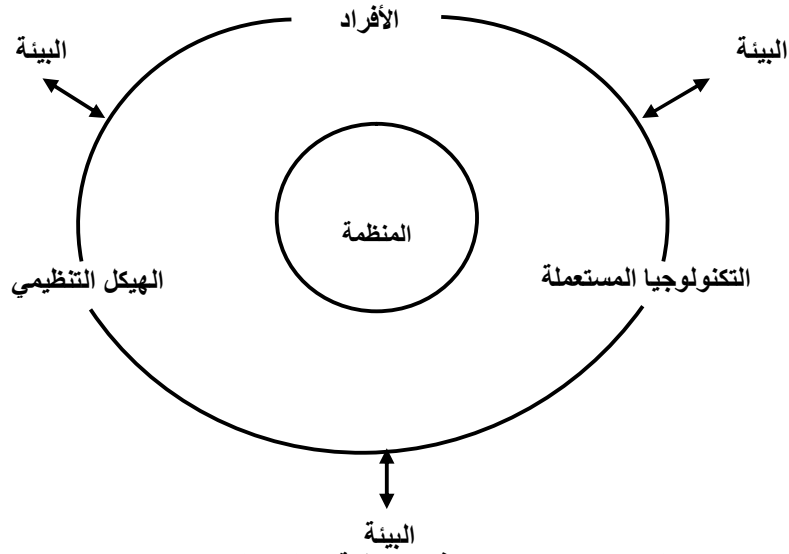 الأفراد
البيئة
البيئة
المنظمة
التكنولوجيا المستعملة
الهيكل التنظيمي
البيئة